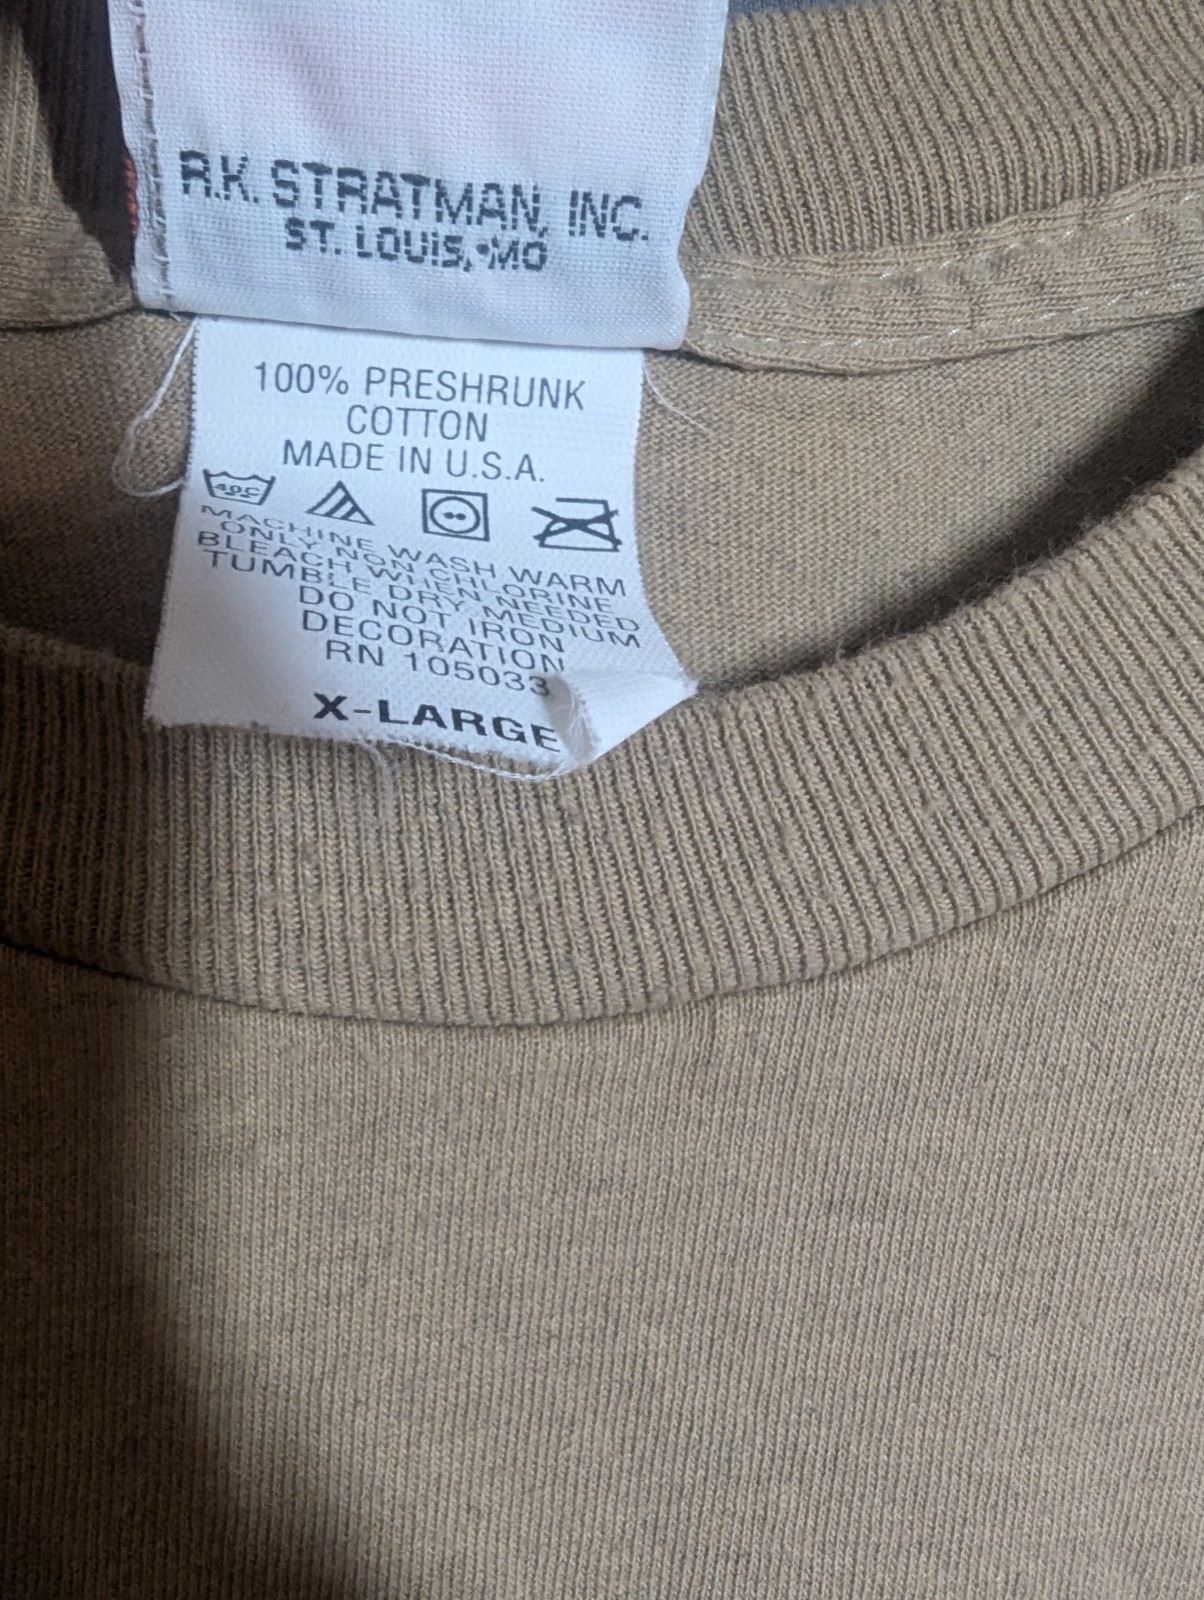 R.K. STRATMAN, INC.
ST. LOUIS, MO
100% PRESHRUNK
COTTON
MADE IN U.S.A.
40C
MACHINE WASH WARM
ONLY NON-CHLORINE
BLEACH WHEN NEEDED
TUMBLE DRY MEDIUM
DO NOT IRON
DECORATION
RN 105033
X-LARGE